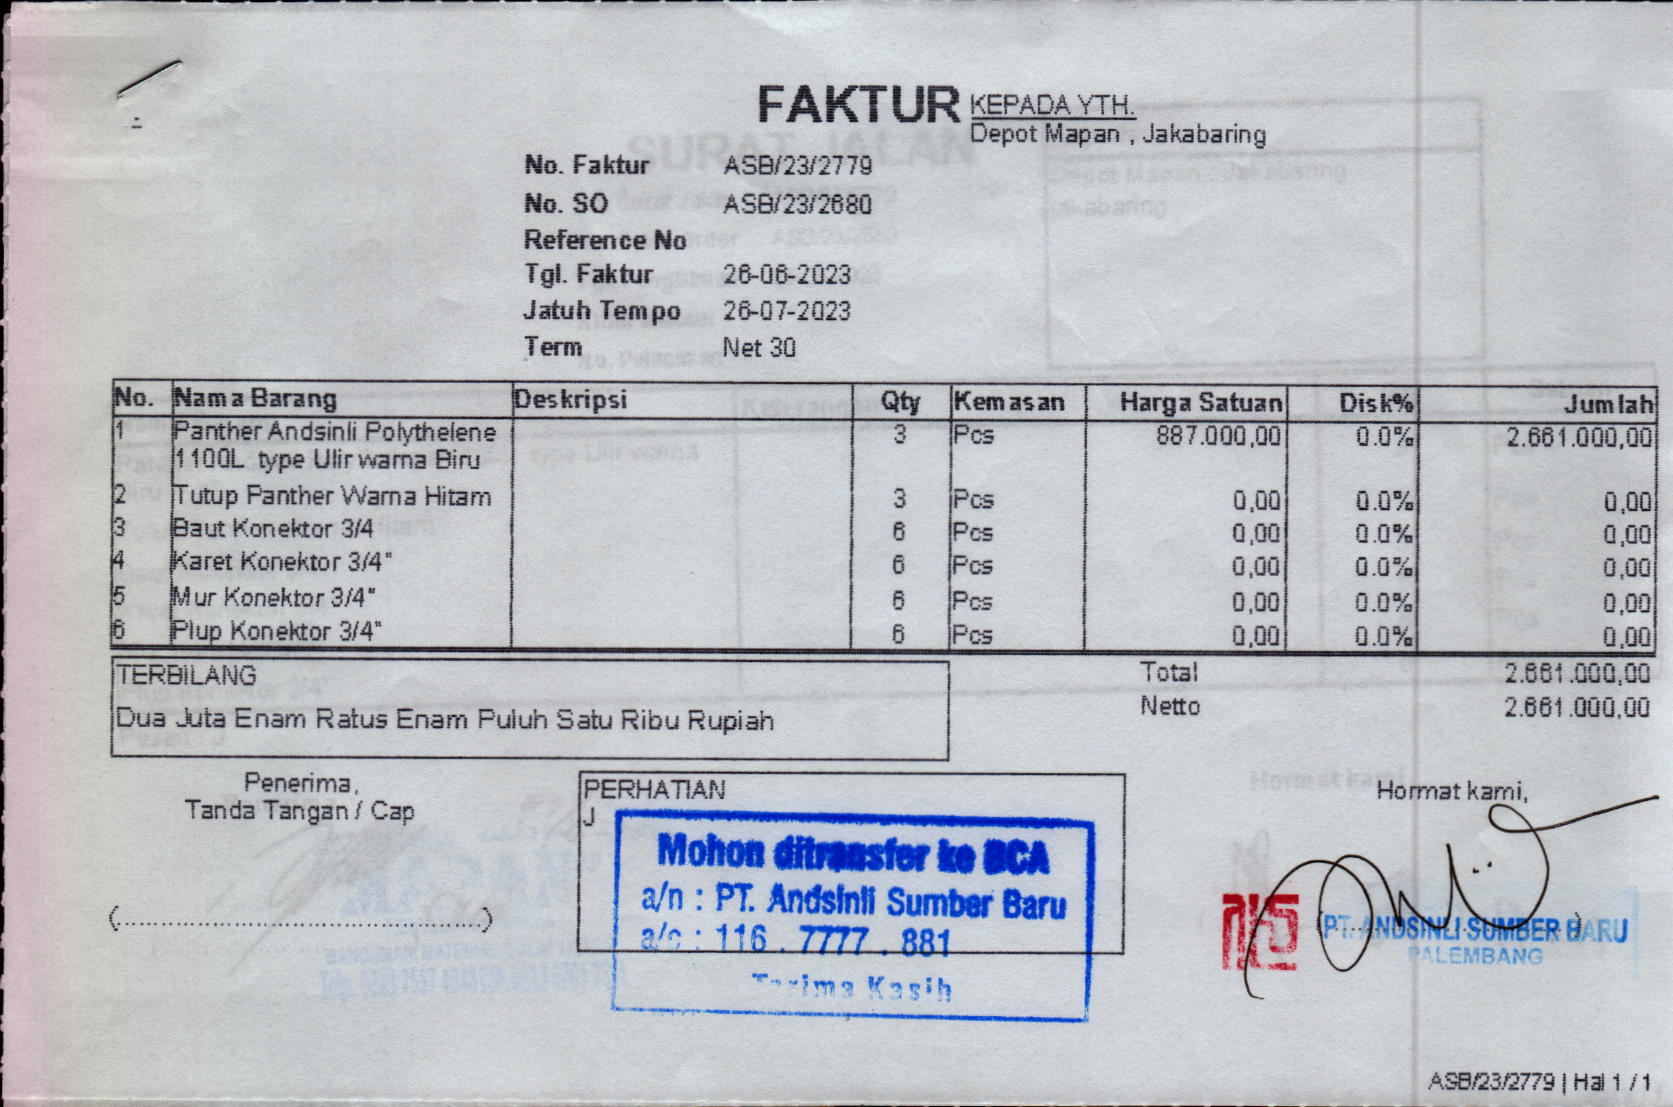 FAKTUR
KEPADA YTH.
Depot Mapan , Jakabaring
No. Faktur ASB/23/2779
No. SO ASB/23/2680
Reference No
Tgl. Faktur 26-06-2023
Jatuh Tempo 26-07-2023
Term Net 30
No. Nama Barang Deskripsi Qty Kemasan Harga Satuan Disk% Jumlah
1 Panther Andsinli Polythelene 3 Pcs 887.000,00 0.0% 2.661.000,00
1100L type Ulir warna Biru
2 Tutup Panther Warna Hitam 3 Pcs 0,00 0.0% 0,00
3 Baut Konektor 3/4 6 Pcs 0,00 0.0% 0,00
4 Karet Konektor 3/4" 6 Pcs 0,00 0.0% 0,00
5 Mur Konektor 3/4" 6 Pcs 0,00 0.0% 0,00
6 Plup Konektor 3/4" 6 Pcs 0,00 0.0% 0,00
TERBILANG
Dua Juta Enam Ratus Enam Puluh Satu Ribu Rupiah
Total 2.661.000,00
Netto 2.661.000,00
Penerima,
Tanda Tangan / Cap
(..............................................)
PERHATIAN
J
Mohon ditransfer ke BCA
a/n : PT. Andsinli Sumber Baru
a/c : 116 . 7777 . 881
Terima Kasih
Hormat kami,
PT. ANDSINLI SUMBER BARU
PALEMBANG
ASB/23/2779 | Hal 1 / 1